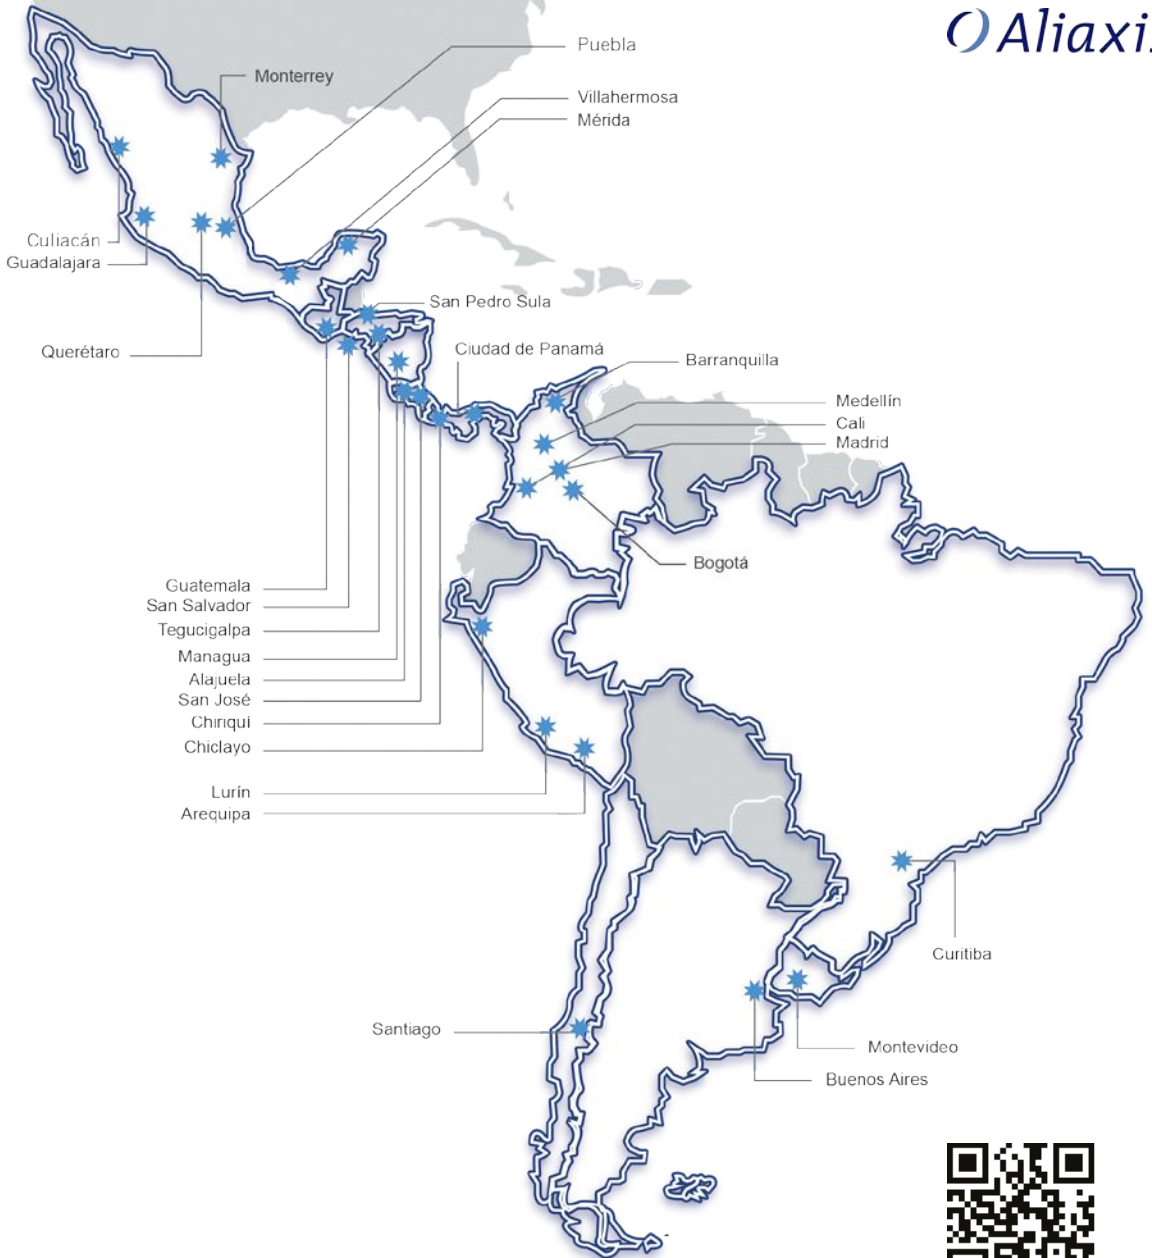 Aliaxis
Puebla
Monterrey
Villahermosa
Mérida
Culiacán
Guadalajara
San Pedro Sula
Querétaro
Ciudad de Panamá
Barranquilla
Medellín
Cali
Madrid
Bogotá
Guatemala
San Salvador
Tegucigalpa
Managua
Alajuela
San José
Chiriquí
Chiclayo
Lurín
Arequipa
Curitiba
Santiago
Montevideo
Buenos Aires